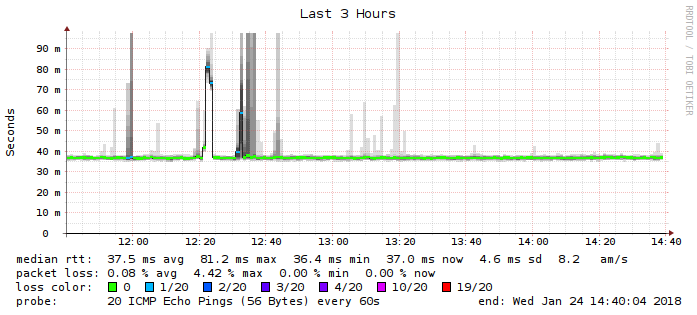 Last 3 Hours
RRDTOOL / TOBI OETIKER
Seconds
90 m
80 m
70 m
60 m
50 m
40 m
30 m
20 m
10 m
0
12:00 12:20 12:40 13:00 13:20 13:40 14:00 14:20 14:40
median rtt: 37.5 ms avg 81.2 ms max 36.4 ms min 37.0 ms now 4.6 ms sd 8.2 am/s
packet loss: 0.08 % avg 4.42 % max 0.00 % min 0.00 % now
loss color: 0 1/20 2/20 3/20 4/20 10/20 19/20
probe: 20 ICMP Echo Pings (56 Bytes) every 60s end: Wed Jan 24 14:40:04 2018